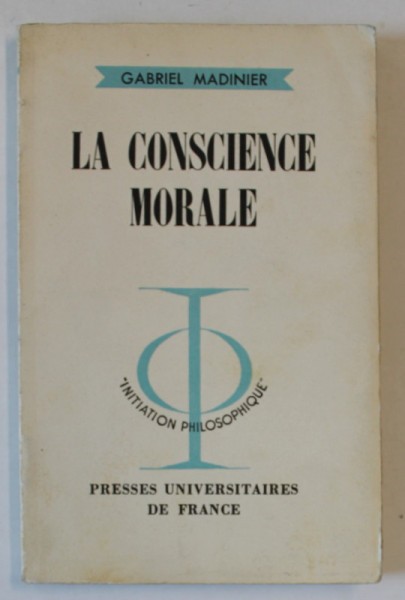 GABRIEL MADINIER
LA CONSCIENCE
MORALE
"INITIATION PHILOSOPHIQUE"
PRESSES UNIVERSITAIRES
DE FRANCE